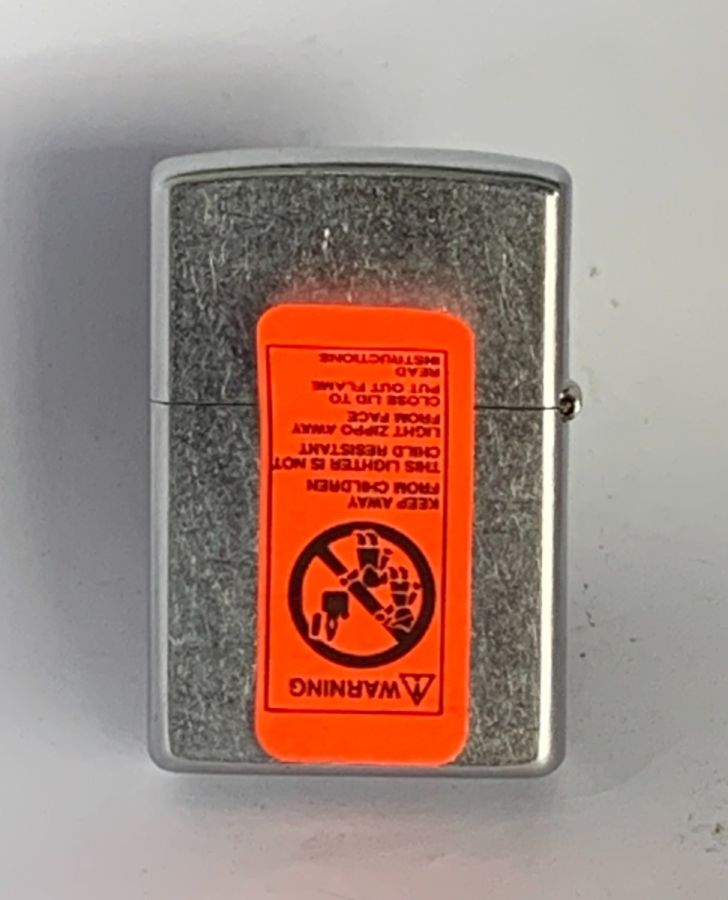 WARNING
KEEP AWAY
FROM CHILDREN
THIS LIGHTER IS NOT
CHILD RESISTANT
LIGHT ZIPPO AWAY
FROM FACE
CLOSE LID TO
PUT OUT FLAME
READ
INSTRUCTIONS